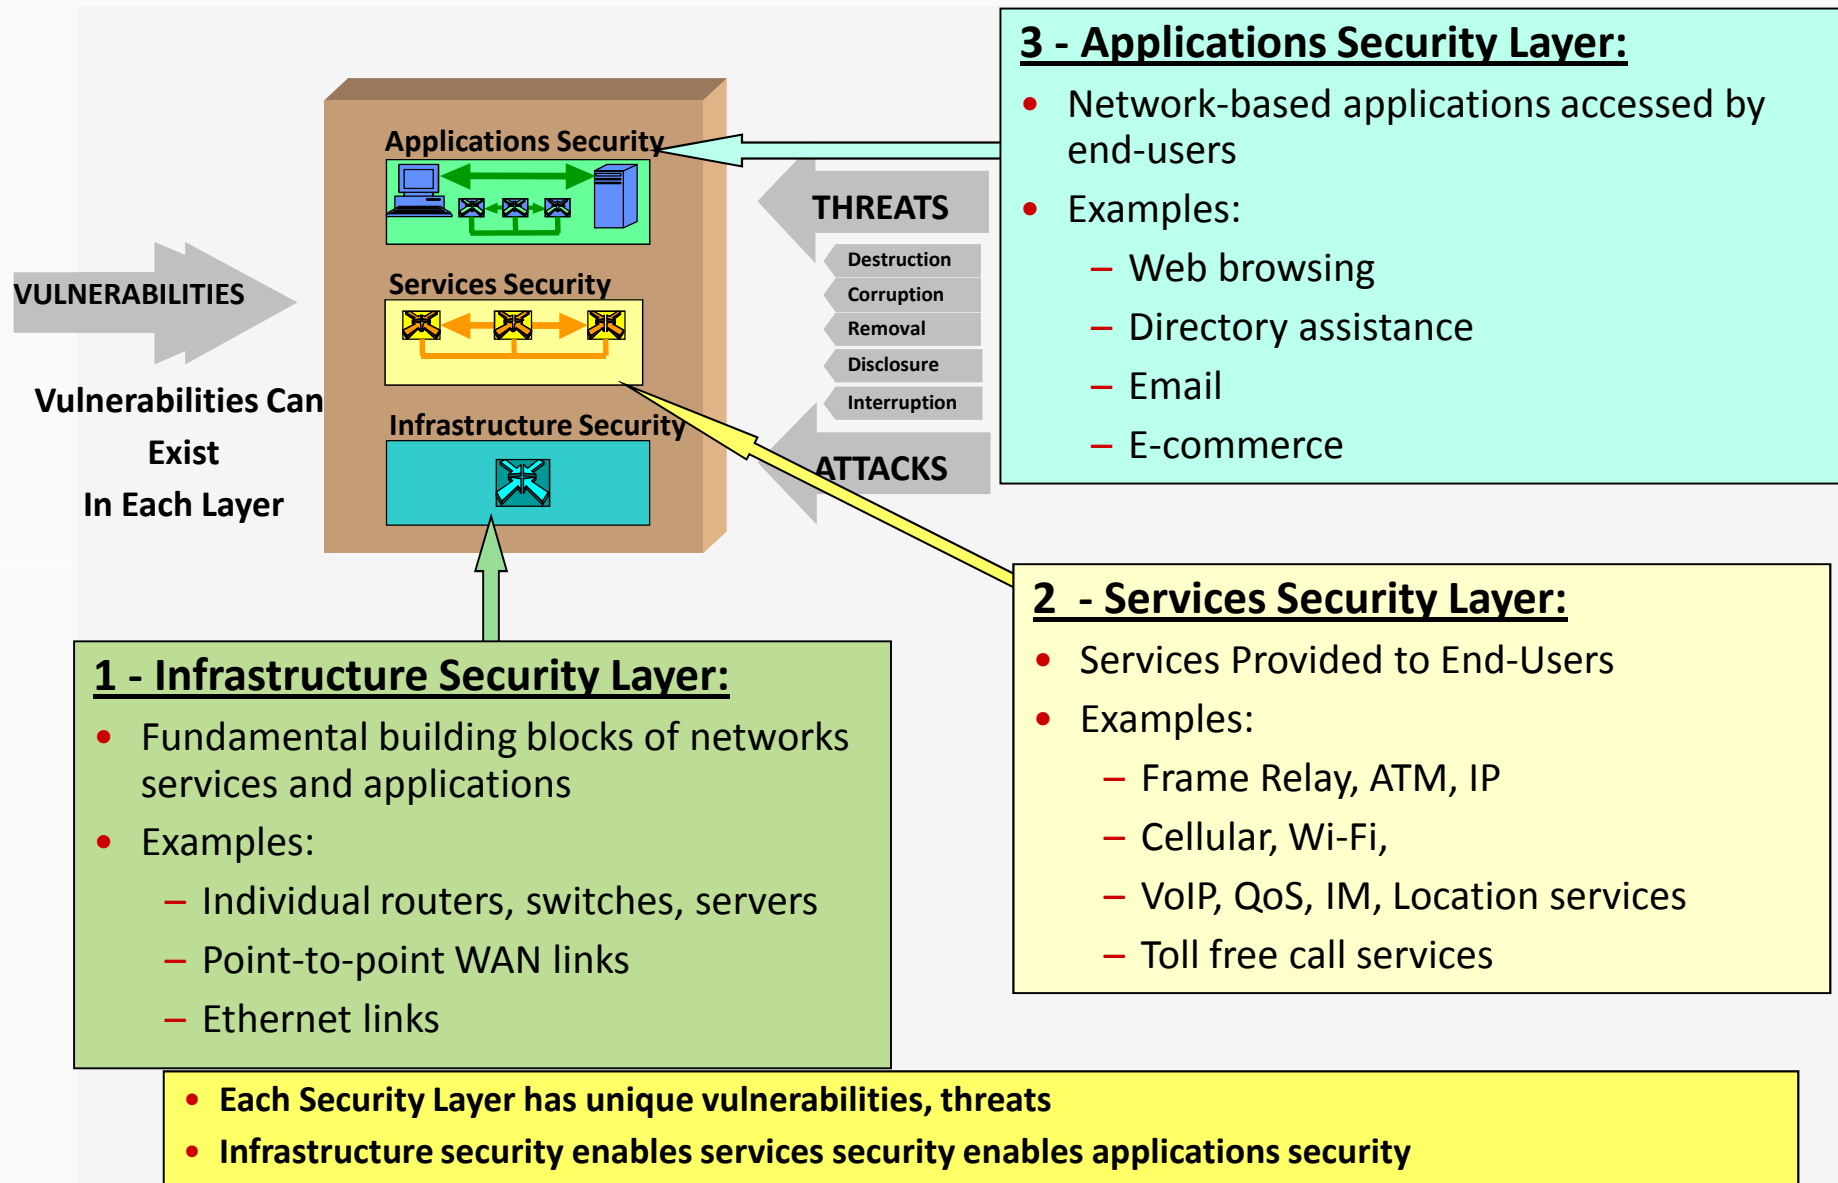 3 - Applications Security Layer:
• Network-based applications accessed by
end-users
• Examples:
– Web browsing
– Directory assistance
– Email
– E-commerce
Applications Security
Services Security
Infrastructure Security
VULNERABILITIES
Vulnerabilities Can
Exist
In Each Layer
THREATS
Destruction
Corruption
Removal
Disclosure
Interruption
ATTACKS
2 - Services Security Layer:
• Services Provided to End-Users
• Examples:
– Frame Relay, ATM, IP
– Cellular, Wi-Fi,
– VoIP, QoS, IM, Location services
– Toll free call services
1 - Infrastructure Security Layer:
• Fundamental building blocks of networks
services and applications
• Examples:
– Individual routers, switches, servers
– Point-to-point WAN links
– Ethernet links
• Each Security Layer has unique vulnerabilities, threats
• Infrastructure security enables services security enables applications security